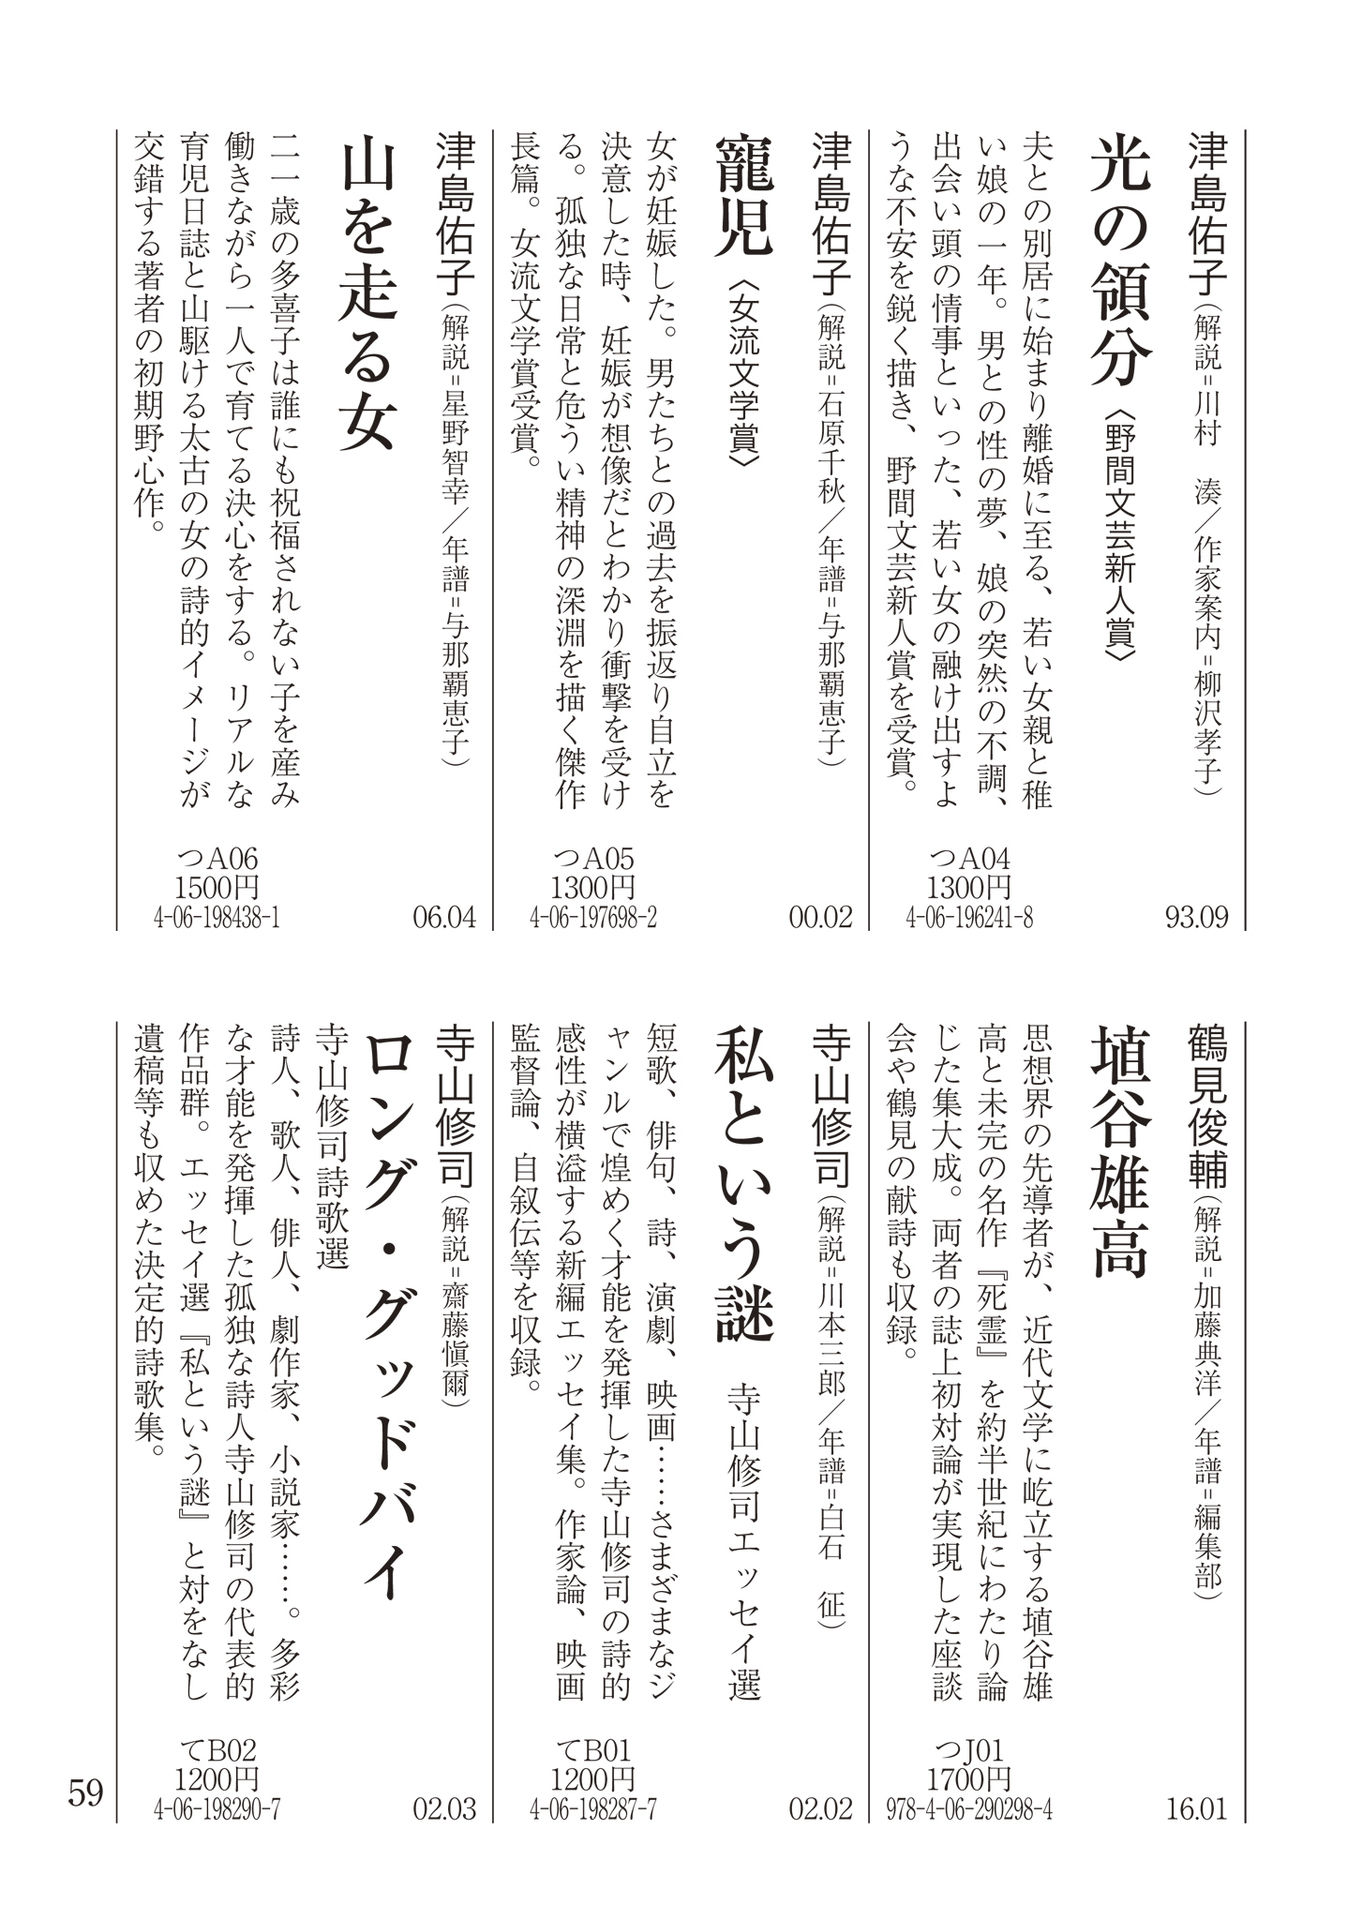 津島佑子(解説=川村　湊/作家案内=柳沢孝子)
光の領分〈野間文芸新人賞〉
夫との別居に始まり離婚に至る、若い女親と稚
い娘の一年。男との性の夢、娘の突然の不調、
出会い頭の情事といった、若い女の融け出すよ
うな不安を鋭く描き、野間文芸新人賞を受賞。
つA04
1300円
4-06-196241-8
93.09
津島佑子(解説=石原千秋/年譜=与那覇恵子)
寵児〈女流文学賞〉
女が妊娠した。男たちとの過去を振返り自立を
決意した時、妊娠が想像だとわかり衝撃を受け
る。孤独な日常と危うい精神の深淵を描く傑作
長篇。女流文学賞受賞。
つA05
1300円
4-06-197698-2
00.02
津島佑子(解説=星野智幸/年譜=与那覇恵子)
山を走る女
二一歳の多喜子は誰にも祝福されない子を産み
働きながら一人で育てる決心をする。リアルな
育児日誌と山駆ける太古の女の詩的イメージが
交錯する著者の初期野心作。
つA06
1500円
4-06-198438-1
06.04
鶴見俊輔(解説=加藤典洋/年譜=編集部)
埴谷雄高
思想界の先導者が、近代文学に屹立する埴谷雄
高と未完の名作『死霊』を約半世紀にわたり論
じた集大成。両者の誌上初対論が実現した座談
会や鶴見の献詩も収録。
つJ01
1700円
978-4-06-290298-4
16.01
寺山修司(解説=川本三郎/年譜=白石　征)
私という謎　寺山修司エッセイ選
短歌、俳句、詩、演劇、映画……さまざまなジ
ャンルで煌めく才能を発揮した寺山修司の詩的
感性が横溢する新編エッセイ集。作家論、映画
監督論、自叙伝等を収録。
てB01
1200円
4-06-198287-7
02.02
寺山修司(解説=齋藤愼爾)
ロング・グッドバイ
寺山修司詩歌選
詩人、歌人、俳人、劇作家、小説家……。多彩
な才能を発揮した孤独な詩人寺山修司の代表的
作品群。エッセイ選『私という謎』と対をなし
遺稿等も収めた決定的詩歌集。
てB02
1200円
4-06-198290-7
02.03
59